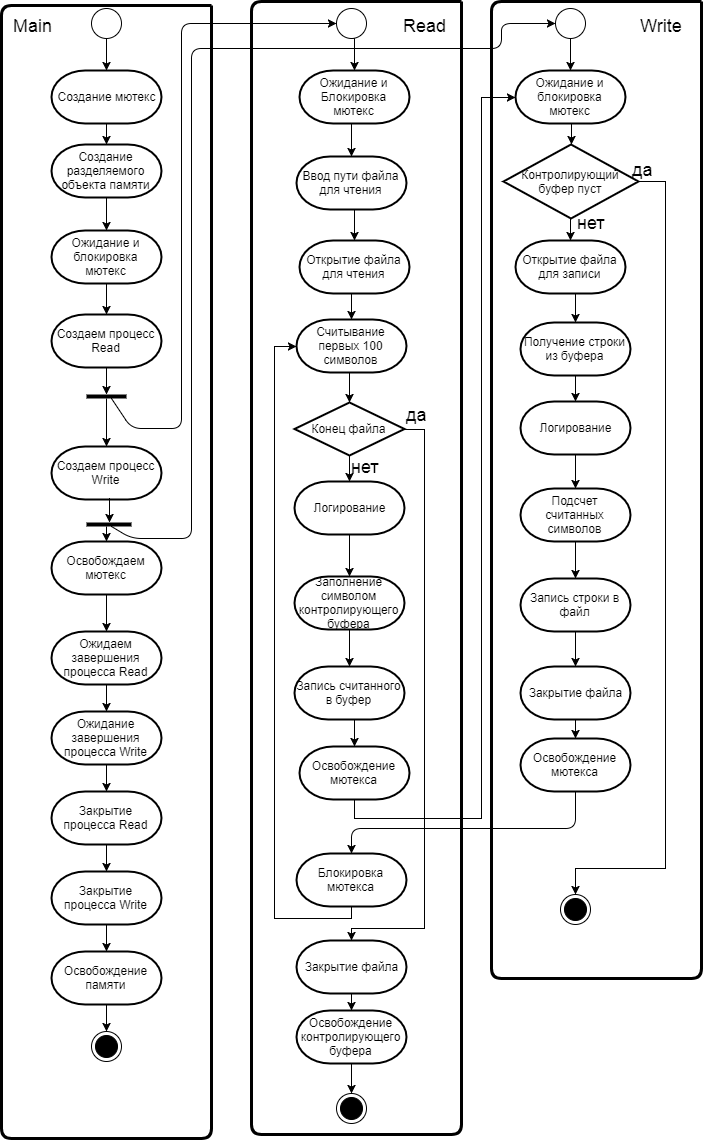 Main
Создание мютекс
Создание
разделяемого
объекта памяти
Ожидание и
блокировка
мютекс
Создаем процесс
Read
Создаем процесс
Write
Освобождаем
мютекс
Ожидаем
завершения
процесса Read
Ожидание
завершения
процесса Write
Закрытие
процесса Read
Закрытие
процесса Write
Освобождение
памяти
Read
Ожидание и
Блокировка
мютекс
Ввод пути файла
для чтения
Открытие файла
для чтения
Считывание
первых 100
символов
Конец файла
да
нет
Логирование
Заполнение
символом
контролирующего
буфера
Запись считанного
в буфер
Освобождение
мютекса
Блокировка
мютекса
Закрытие файла
Освобождение
контролирующего
буфера
Write
Ожидание и
блокировка
мютекс
Контролирующий
буфер пуст
да
нет
Открытие файла
для записи
Получение строки
из буфера
Логирование
Подсчет
считанных
символов
Запись строки в
файл
Закрытие файла
Освобождение
мютекса